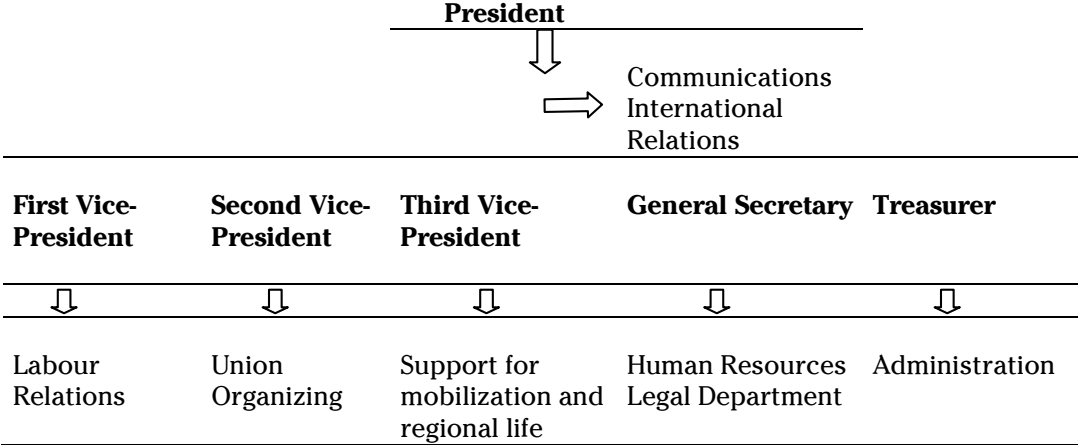 President
Communications
International
Relations
First Vice-
President
Second Vice-
President
Third Vice-
President
General Secretary
Treasurer
Labour
Relations
Union
Organizing
Support for
mobilization and
regional life
Human Resources
Legal Department
Administration